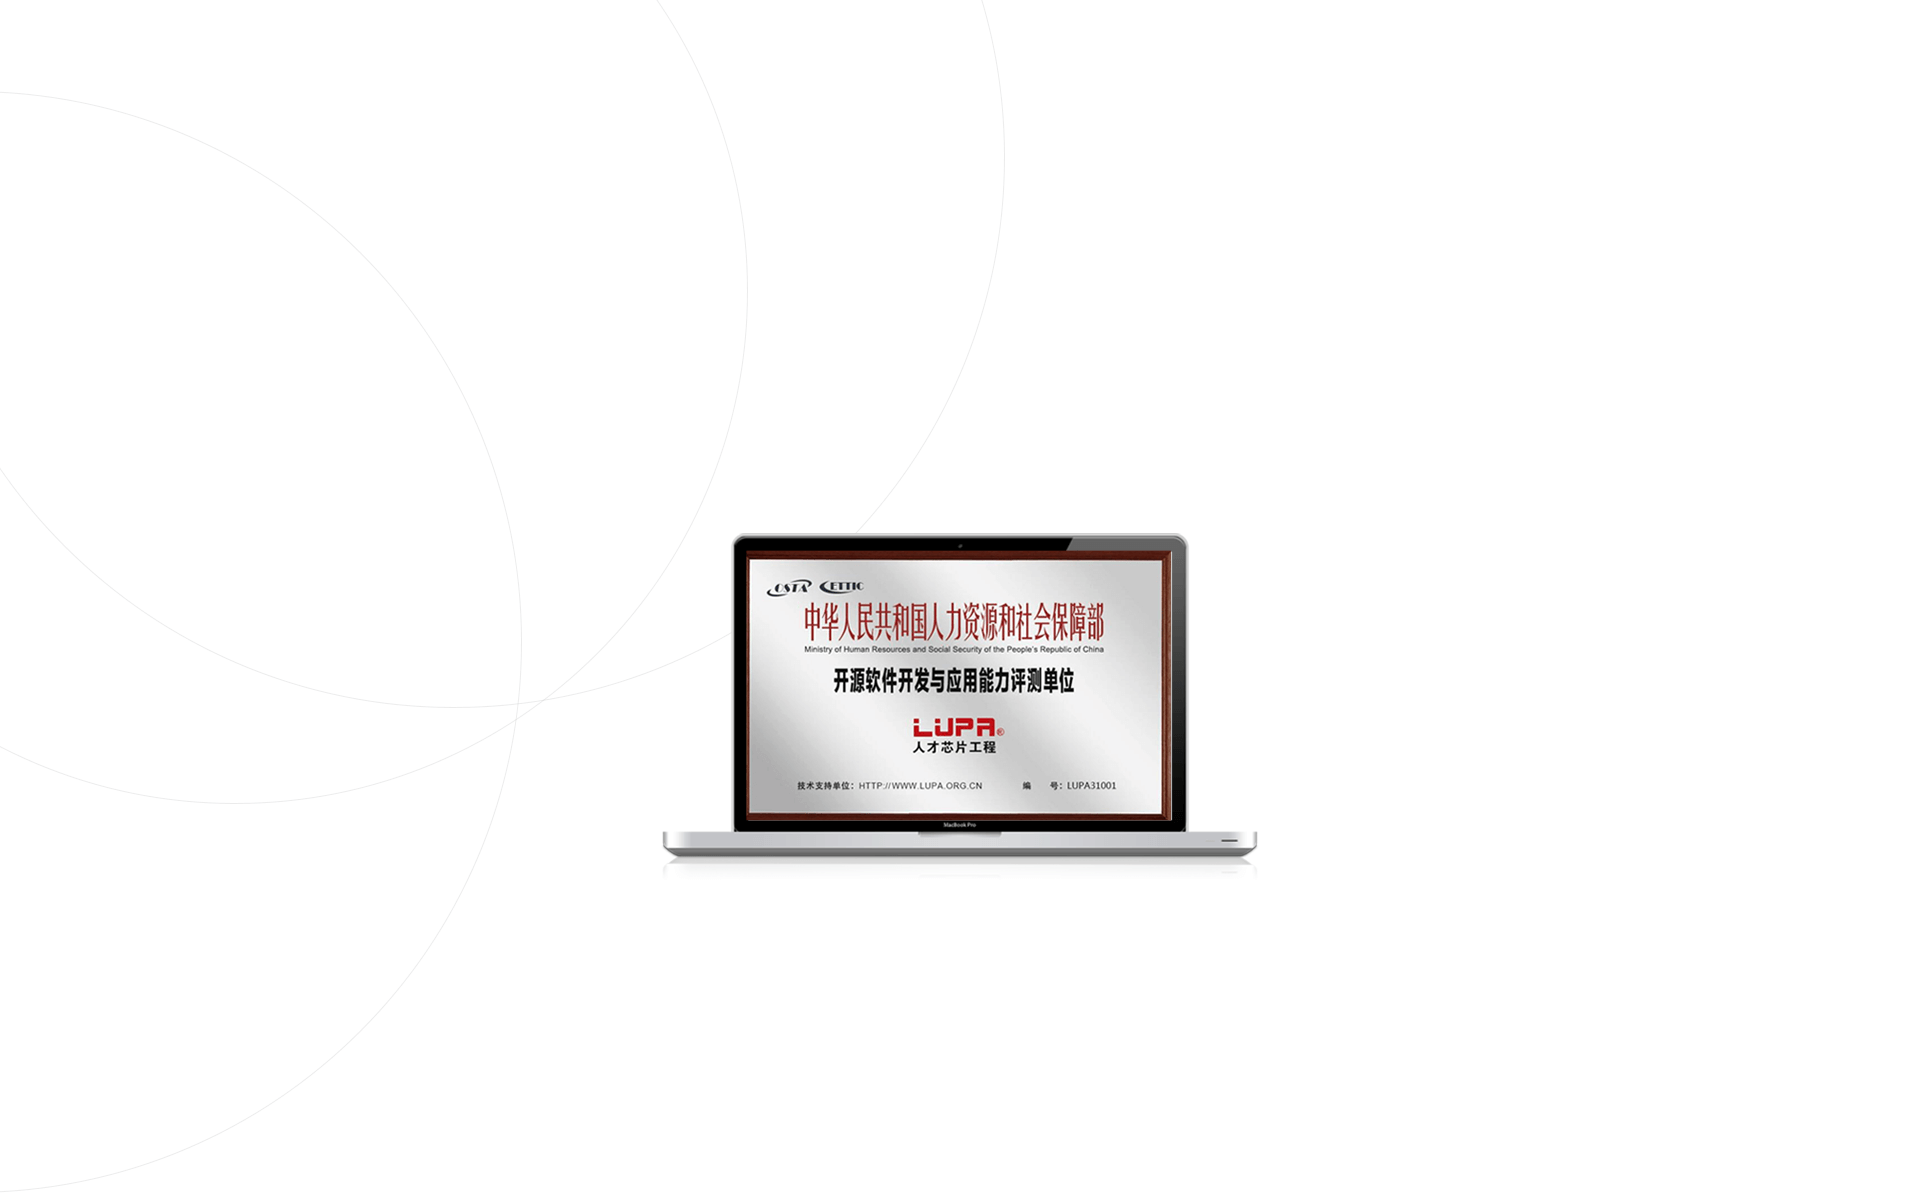 OSTA CETTIC
中华人民共和国人力资源和社会保障部
Ministry of Human Resources and Social Security of the People's Republic of China
开源软件开发与应用能力评测单位
LUPA®
人才芯片工程
技术支持单位：HTTP://WWW.LUPA.ORG.CN 编 号：LUPA31001
MacBook Pro